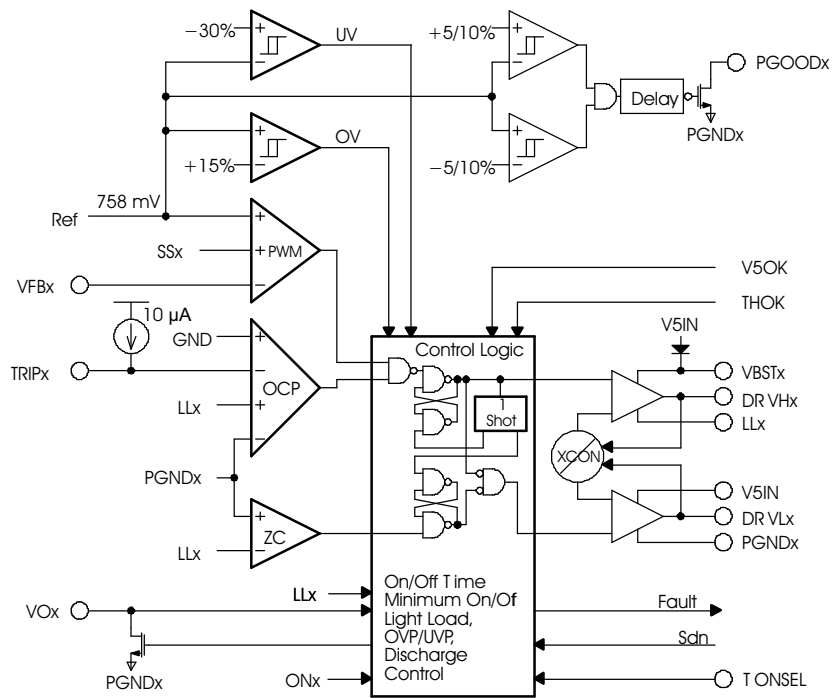 −30%
UV
+5/10%
PGOODx
Delay
PGNDx
OV
+15%
−5/10%
758 mV
Ref
SSx
PWM
VFBx
V5OK
10 µA
THOK
GND
V5IN
Control Logic
TRIPx
OCP
VBSTx
DR VHx
LLx
1
Shot
LLx
XCON
PGNDx
V5IN
DR VLx
ZC
LLx
PGNDx
On/Off T ime
Minimum On/Of
Light Load,
OVP/UVP,
Discharge
Control
LLx
VOx
Fault
Sdn
PGNDx
ONx
T ONSEL